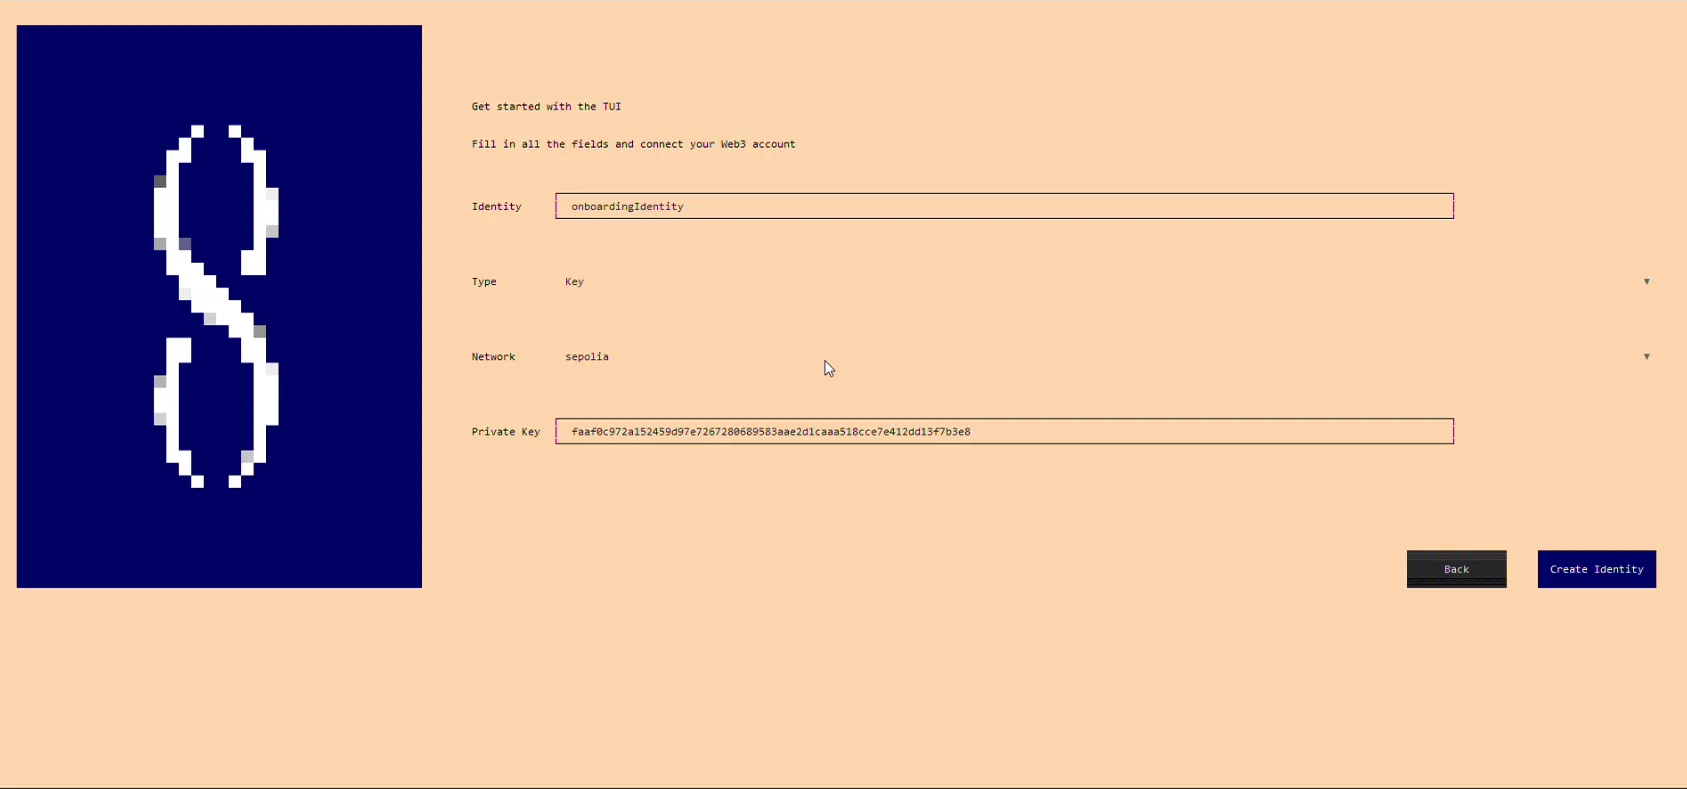 Get started with the TUI
Fill in all the fields and connect your Web3 account
Identity onboardingIdentity
Type Key
Network sepolia
Private Key faaf0c972a152459d97e7267280689583aae2d1caaa518cce7e412dd13f7b3e8
Back Create Identity